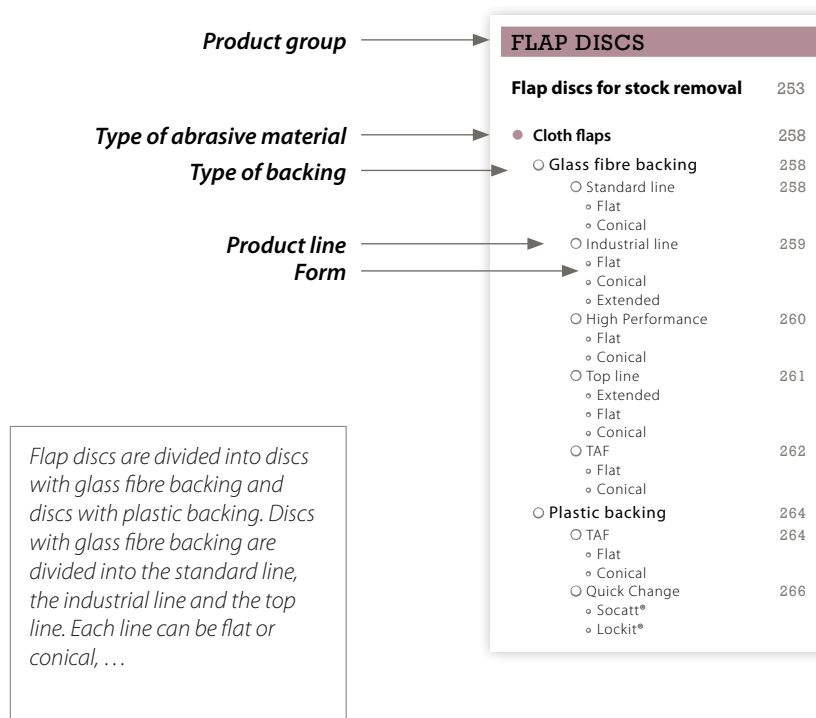 Product group
Type of abrasive material
Type of backing
Product line
Form
FLAP DISCS
Flap discs for stock removal 253
Cloth flaps 258
Glass fibre backing 258
Standard line 258
Flat
Conical
Industrial line 259
Flat
Conical
Extended
High Performance 260
Flat
Conical
Top line 261
Extended
Flat
Conical
TAF 262
Flat
Conical
Plastic backing 264
TAF 264
Flat
Conical
Quick Change 266
Socatt®
Lockit®
Flap discs are divided into discs
with glass fibre backing and
discs with plastic backing. Discs
with glass fibre backing are
divided into the standard line,
the industrial line and the top
line. Each line can be flat or
conical, …